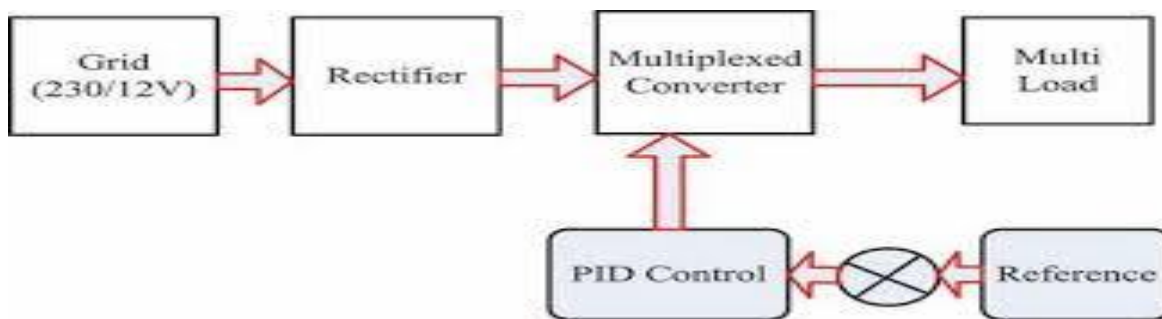 Grid
(230/12V)
Rectifier
Multiplexed
Converter
Multi
Load
PID Control
Reference